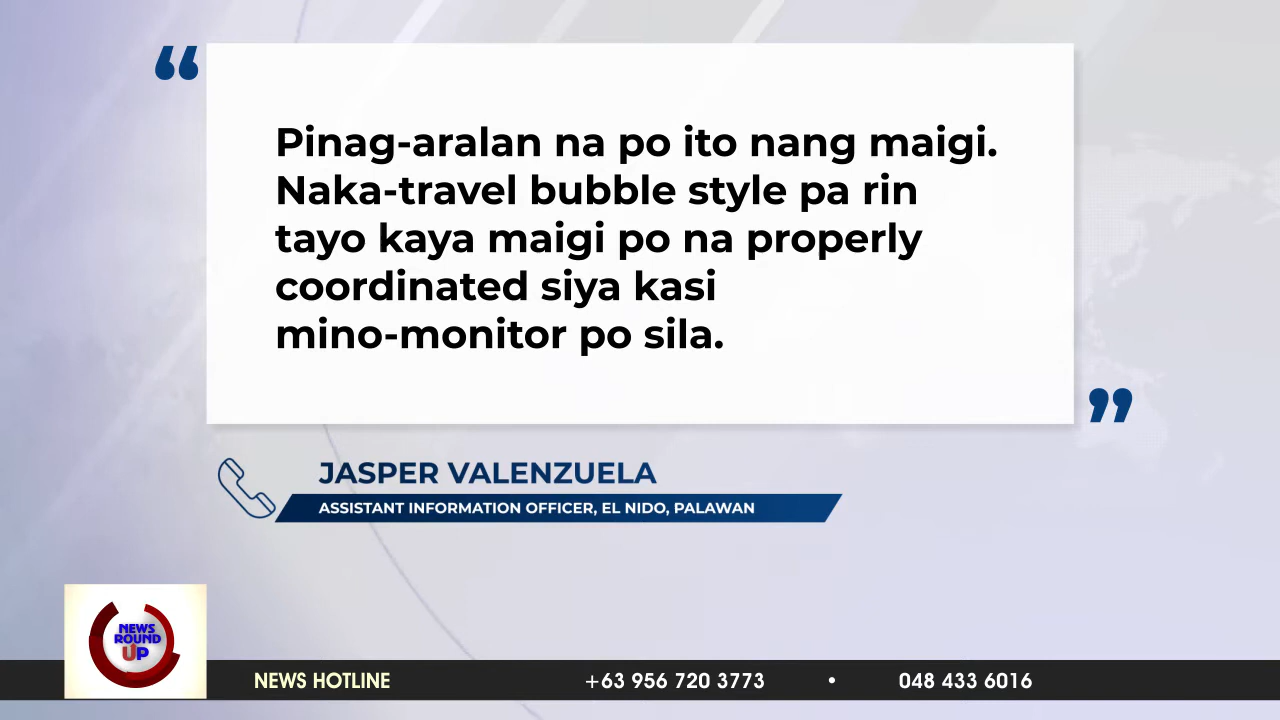 “
Pinag-aralan na po ito nang maigi.
Naka-travel bubble style pa rin
tayo kaya maigi po na properly
coordinated siya kasi
mino-monitor po sila.
”
JASPER VALENZUELA
ASSISTANT INFORMATION OFFICER, EL NIDO, PALAWAN
NEWS
ROUND
UP
NEWS HOTLINE +63 956 720 3773 • 048 433 6016